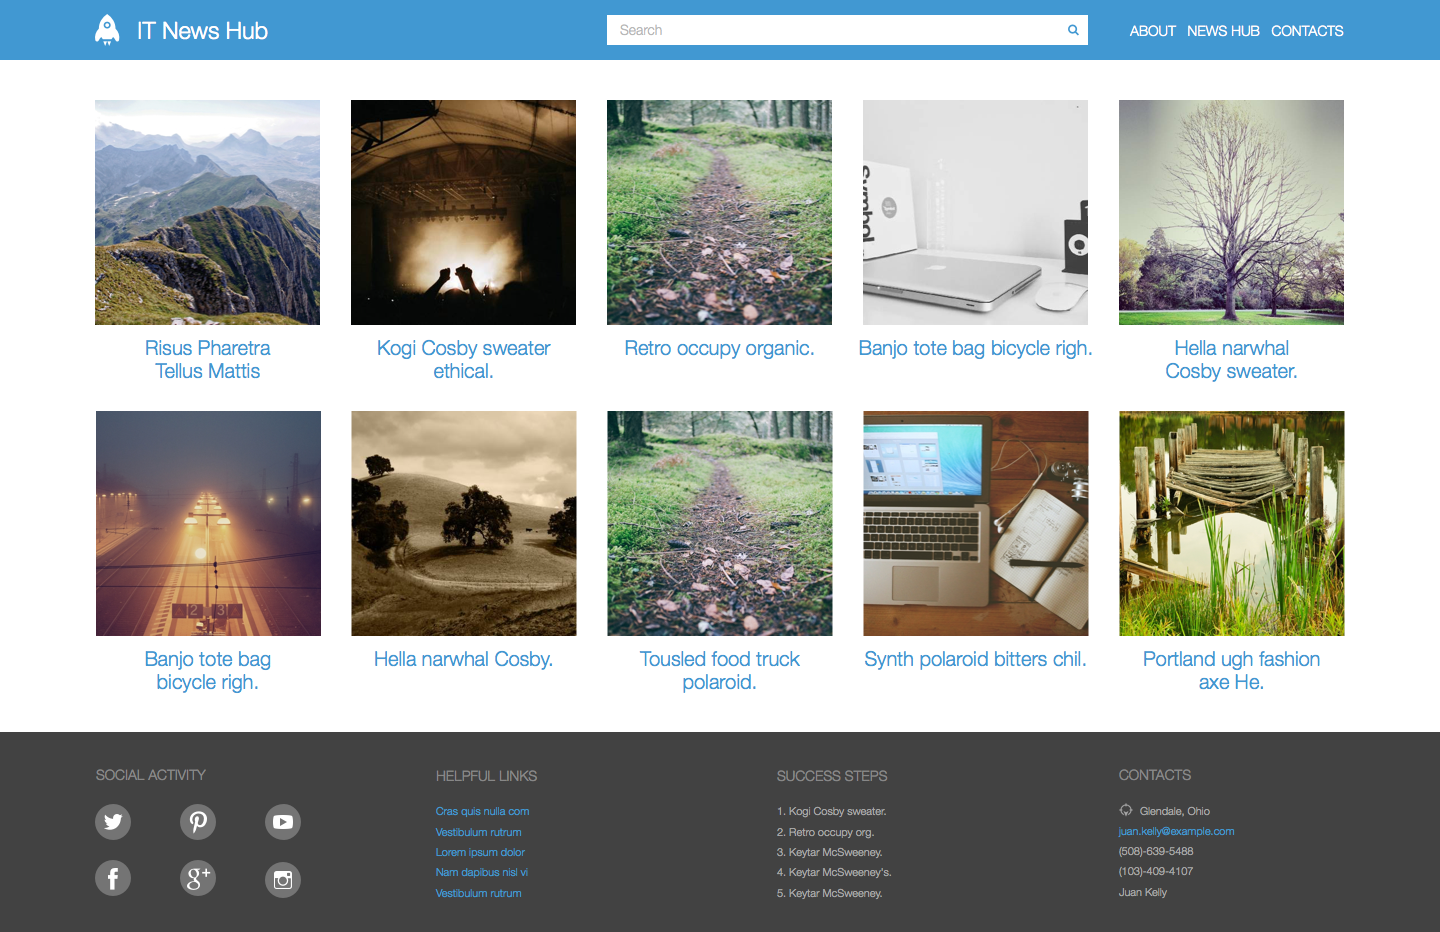 IT News Hub
Search
ABOUT NEWS HUB CONTACTS
Symbol
Risus Pharetra
Tellus Mattis
Kogi Cosby sweater
ethical.
Retro occupy organic.
Banjo tote bag bicycle righ.
Hella narwhal
Cosby sweater.
2 3
Banjo tote bag
bicycle righ.
Hella narwhal Cosby.
Tousled food truck
polaroid.
Synth polaroid bitters chil.
Portland ugh fashion
axe He.
SOCIAL ACTIVITY
HELPFUL LINKS
Cras quis nulla com
Vestibulum rutrum
Lorem ipsum dolor
Nam dapibus nisl vi
Vestibulum rutrum
SUCCESS STEPS
1. Kogi Cosby sweater.
2. Retro occupy org.
3. Keytar McSweeney.
4. Keytar McSweeney's.
5. Keytar McSweeney.
CONTACTS
Glendale, Ohio
juan.kelly@example.com
(508)-639-5488
(103)-409-4107
Juan Kelly